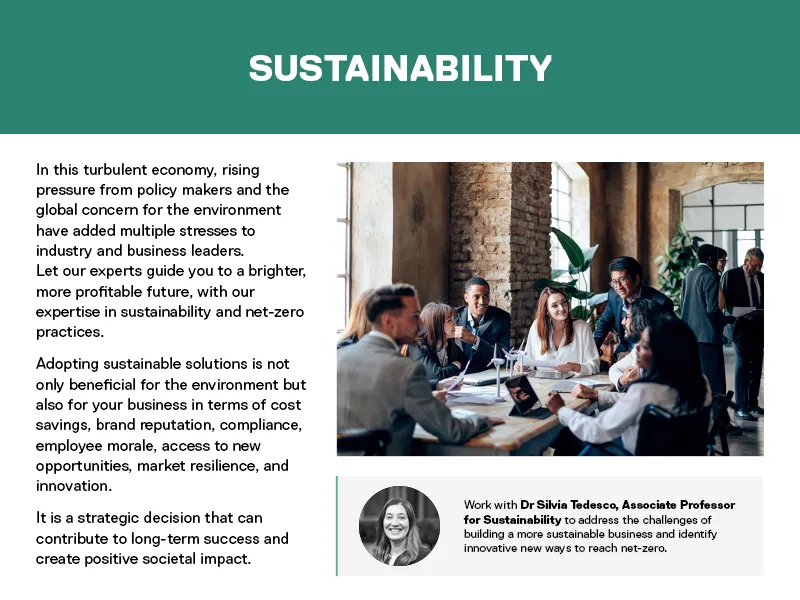 SUSTAINABILITY
In this turbulent economy, rising
pressure from policy makers and the
global concern for the environment
have added multiple stresses to
industry and business leaders.
Let our experts guide you to a brighter,
more profitable future, with our
expertise in sustainability and net-zero
practices.
Adopting sustainable solutions is not
only beneficial for the environment but
also for your business in terms of cost
savings, brand reputation, compliance,
employee morale, access to new
opportunities, market resilience, and
innovation.
It is a strategic decision that can
contribute to long-term success and
create positive societal impact.
Work with Dr Silvia Tedesco, Associate Professor
for Sustainability to address the challenges of
building a more sustainable business and identify
innovative new ways to reach net-zero.